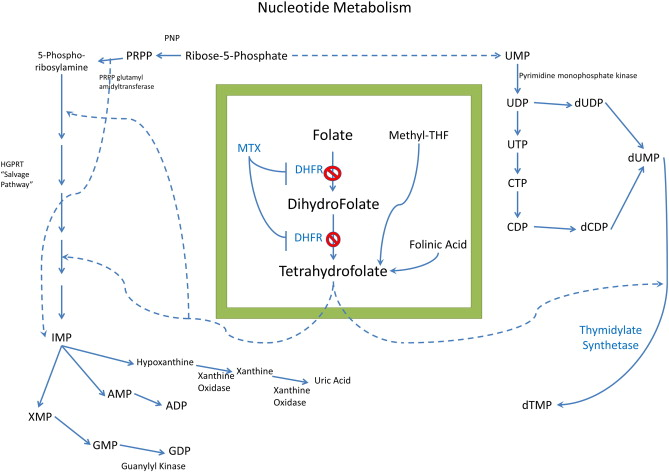 Nucleotide Metabolism
PNP
5-Phospho-
ribosylamine
PRPP
Ribose-5-Phosphate
UMP
PRPP glutamyl
amidyltransferase
Pyrimidine monophosphate kinase
UDP
dUDP
Folate
Methyl-THF
MTX
UTP
DHFR
dUMP
HGPRT
"Salvage
Pathway"
CTP
DihydroFolate
CDP
dCDP
DHFR
Folinic Acid
Tetrahydrofolate
Thymidylate
Synthetase
IMP
Hypoxanthine
Xanthine
Xanthine
Oxidase
Uric Acid
Xanthine
Oxidase
AMP
ADP
dTMP
XMP
GMP
GDP
Guanylyl Kinase